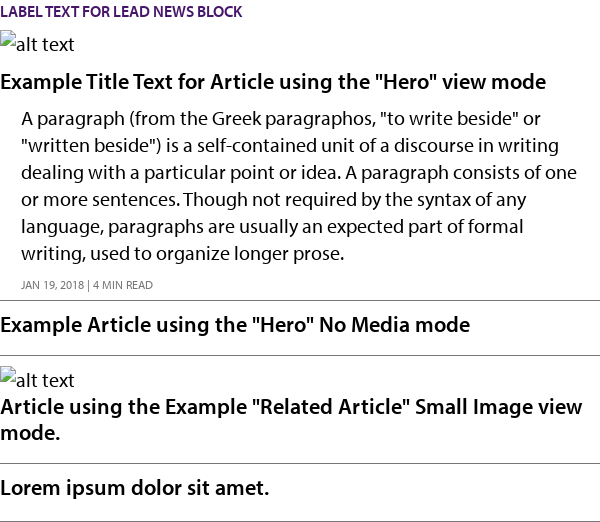 LABEL TEXT FOR LEAD NEWS BLOCK
alt text
Example Title Text for Article using the "Hero" view mode
A paragraph (from the Greek paragraphos, "to write beside" or
"written beside") is a self-contained unit of a discourse in writing
dealing with a particular point or idea. A paragraph consists of one
or more sentences. Though not required by the syntax of any
language, paragraphs are usually an expected part of formal
writing, used to organize longer prose.
JAN 19, 2018 | 4 MIN READ
Example Article using the "Hero" No Media mode
alt text
Article using the Example "Related Article" Small Image view
mode.
Lorem ipsum dolor sit amet.